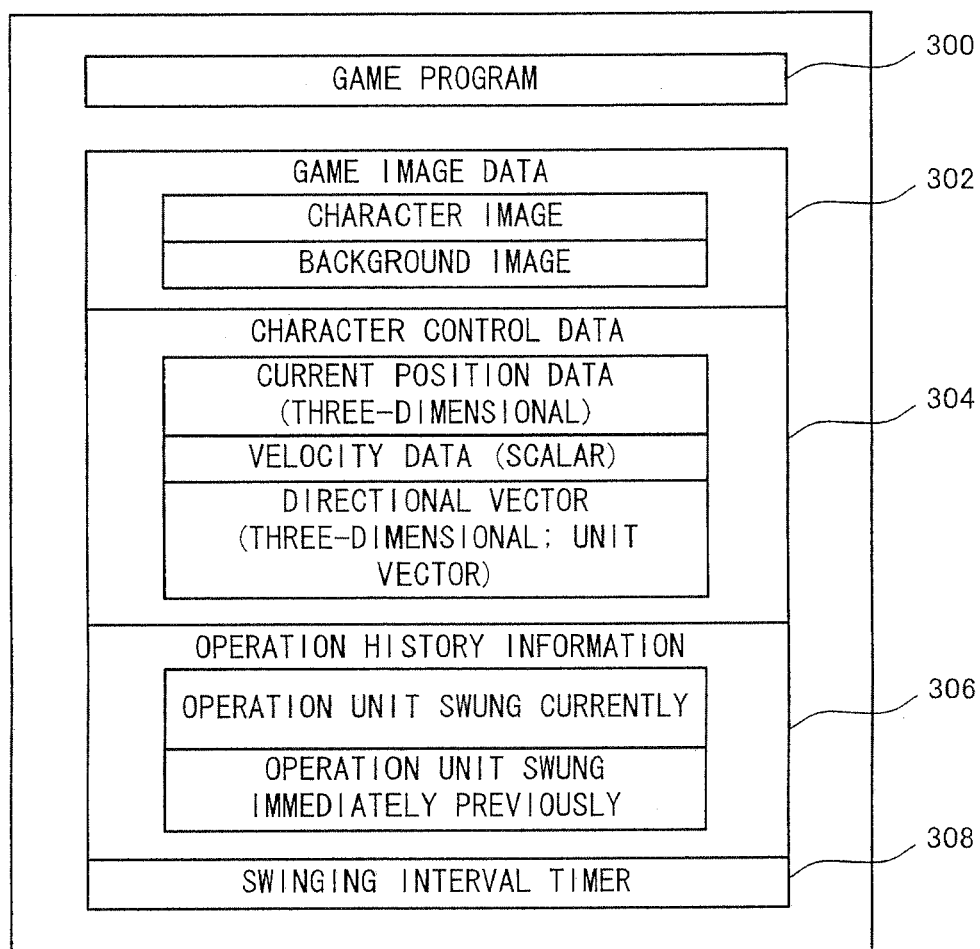 300
GAME PROGRAM
GAME IMAGE DATA
302
CHARACTER IMAGE
BACKGROUND IMAGE
CHARACTER CONTROL DATA
CURRENT POSITION DATA
(THREE-DIMENSIONAL)
304
VELOCITY DATA (SCALAR)
DIRECTIONAL VECTOR
(THREE-DIMENSIONAL; UNIT
VECTOR)
OPERATION HISTORY INFORMATION
306
OPERATION UNIT SWUNG CURRENTLY
OPERATION UNIT SWUNG
IMMEDIATELY PREVIOUSLY
308
SWINGING INTERVAL TIMER